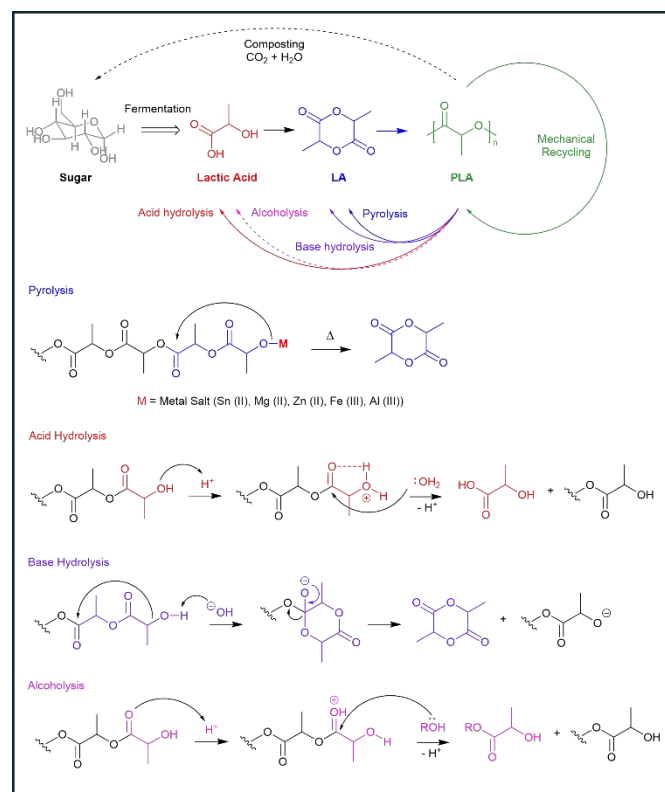 Composting
CO2 + H2O
OH
H
O
H
HO
HO
H
H
OH
H
OH
Fermentation
OH
O
OH
O
O
O
O
O
O
n
Mechanical
Recycling
Sugar
Lactic Acid
LA
PLA
Acid hydrolysis
Alcoholysis
Pyrolysis
Base hydrolysis
Pyrolysis
O
O
O
O
O
O
O
O
O–M
Δ
O
O
O
O
M = Metal Salt (Sn (II), Mg (II), Zn (II), Fe (III), Al (III))
Acid Hydrolysis
O
O
O
O
OH
H+
O
O
O
O
H
O
H
⊕
:OH2
- H+
HO
O
OH
+
O
O
OH
Base Hydrolysis
O
O
O
O
O–H
⊖OH
⊖
O
O
O
O
O
O
O
O
O
+
O
O
O⊖
Alcoholysis
O
O
O
O
OH
H+
O
O
O
⊕
OH
O
H
ROH
- H+
RO
O
OH
+
O
O
OH